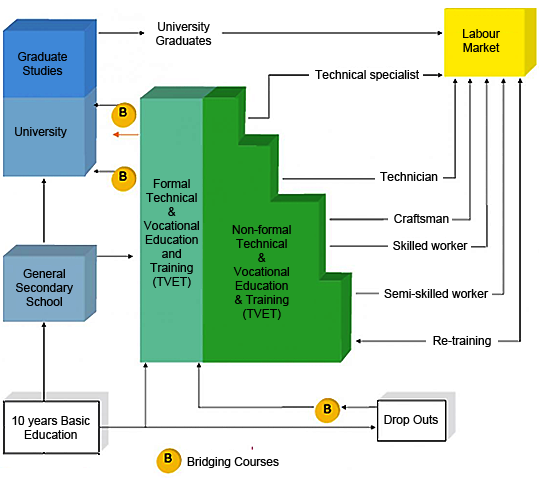 University
Graduates
Labour
Market
Graduate
Studies
Technical specialist
B
University
B
Technician
Formal
Technical
&
Vocational
Education
and
Training
(TVET)
Non-formal
Technical
&
Vocational
Education
& Training
(TVET)
Craftsman
Skilled worker
General
Secondary
School
Semi-skilled worker
Re-training
10 years Basic
Education
B
Drop Outs
B
Bridging Courses